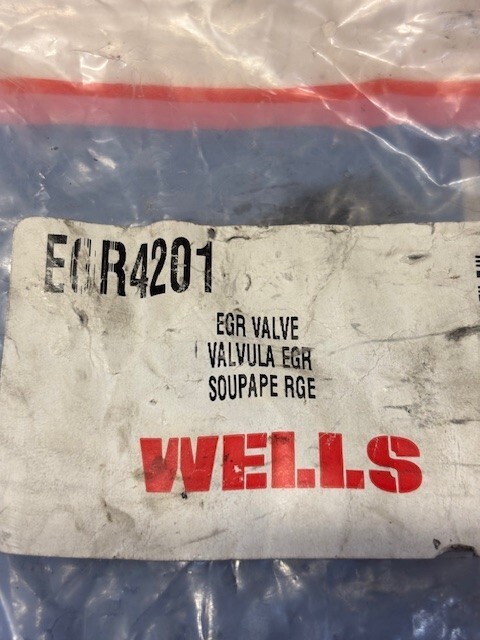 EGR4201
EGR VALVE
VALVULA EGR
SOUPAPE RGE
WELLS